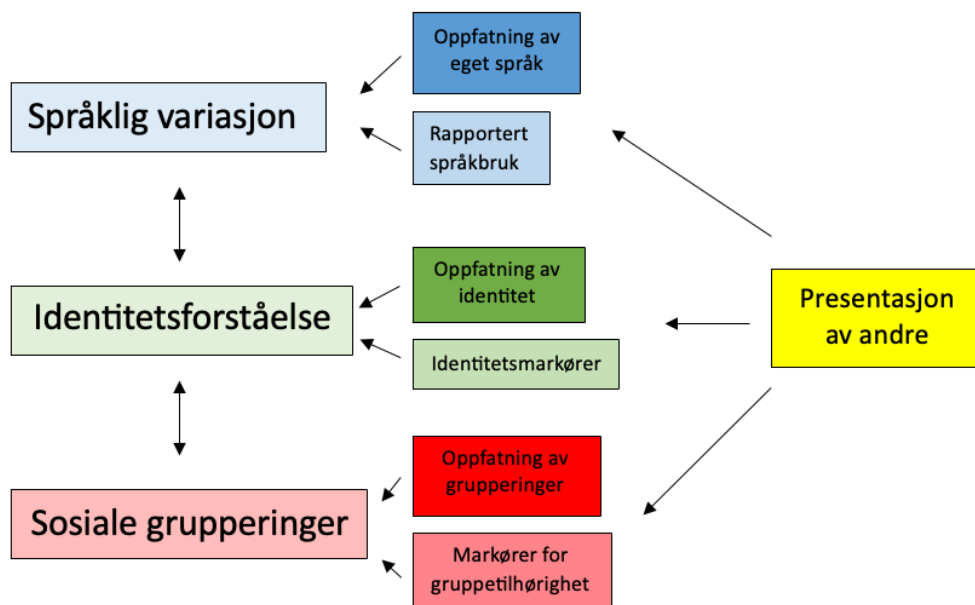 Oppfatning av
eget språk
Språklig variasjon
Rapportert
språkbruk
Oppfatning av
identitet
Identitetsforståelse
Identitetsmarkører
Presentasjon
av andre
Oppfatning av
grupperinger
Sosiale grupperinger
Markører for
gruppetilhørighet